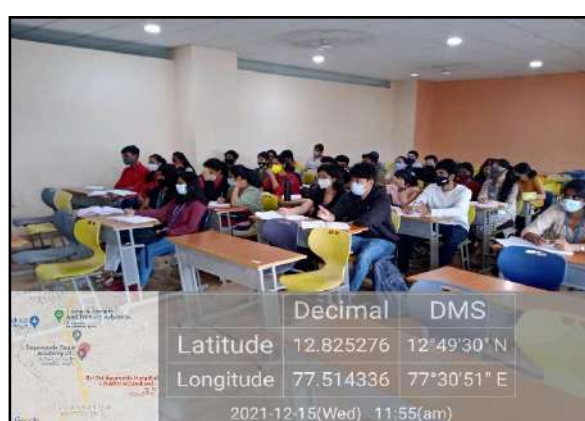 Decimal DMS
Latitude 12.825276 12°49'30" N
Longitude 77.514336 77°30'51" E
2021-12-15(Wed) 11:55(am)
Google